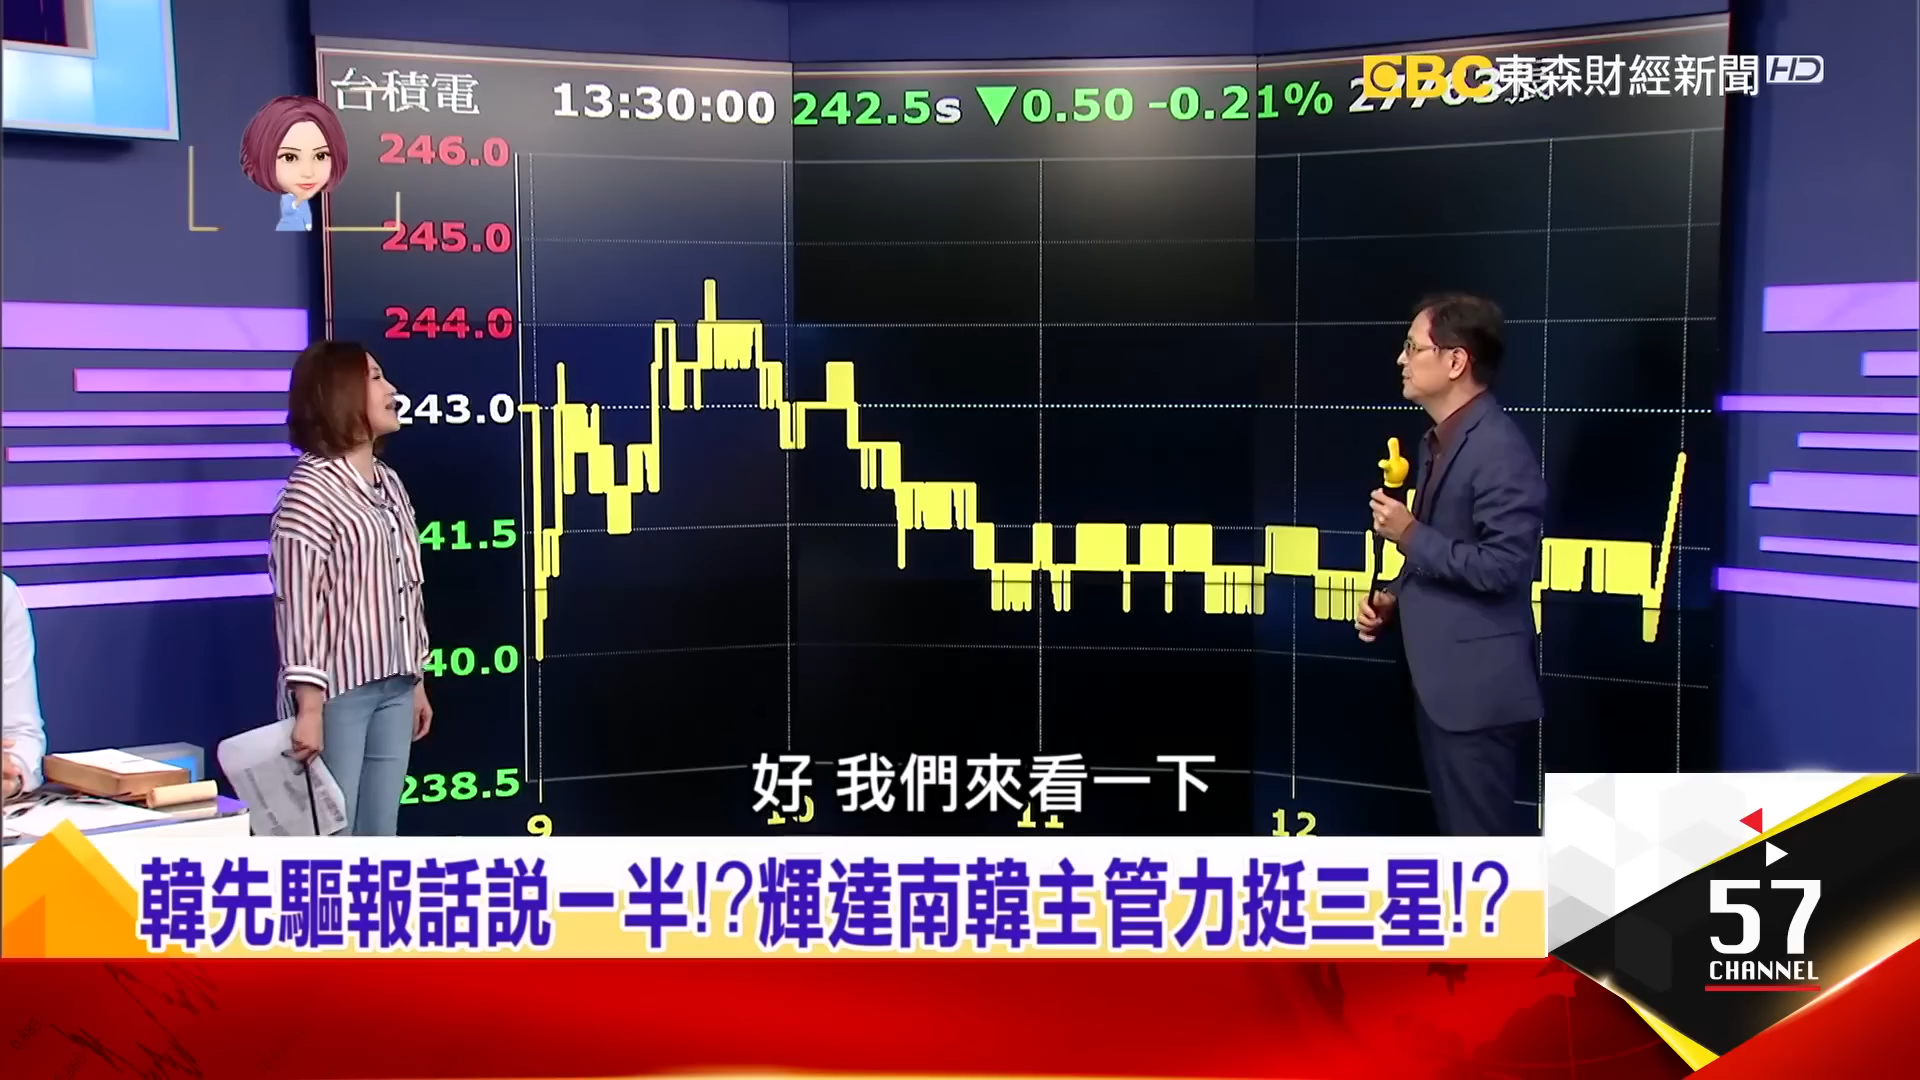 台積電 13:30:00 242.5s ▼0.50 -0.21%
EBC東森財經新聞 HD
246.0
245.0
244.0
243.0
41.5
40.0
238.5
9 10 11 12
好 我們來看一下
韓先驅報話說一半!?輝達南韓主管力挺三星!?
57
CHANNEL